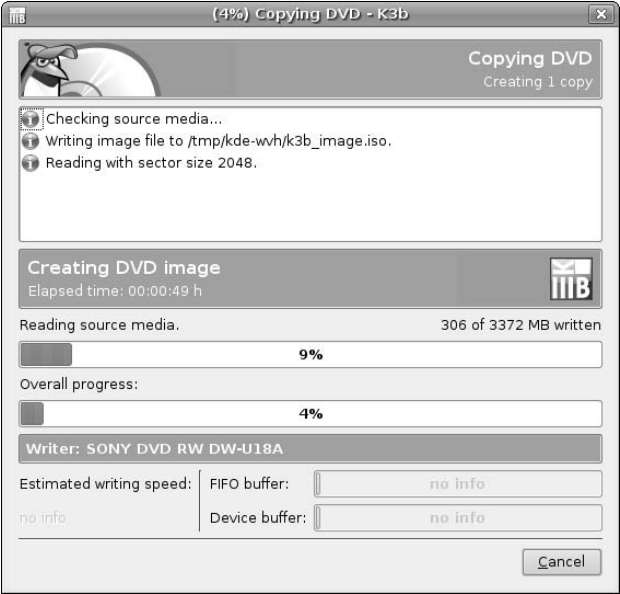 (4%) Copying DVD - K3b
Copying DVD
Creating 1 copy
Checking source media...
Writing image file to /tmp/kde-wvh/k3b_image.iso.
Reading with sector size 2048.
Creating DVD image
Elapsed time: 00:00:49 h
Reading source media. 306 of 3372 MB written
9%
Overall progress:
4%
Writer: SONY DVD RW DW-U18A
Estimated writing speed: FIFO buffer: no info
no info Device buffer: no info
Cancel